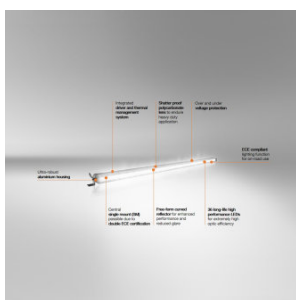 Integrated
driver and thermal
management
system
Shatter proof
polycarbonate
lens to endure
heavy duty
application
Over and under
voltage protection
ECE compliant
lighting function
for on-road use
Ultra-robust
aluminium housing
Central
single mount (SM)
possible due to
double ECE certification
Free-form curved
reflector for enhanced
performance and
reduced glare
long life high
performance LEDs
for extremely high
optic efficiency